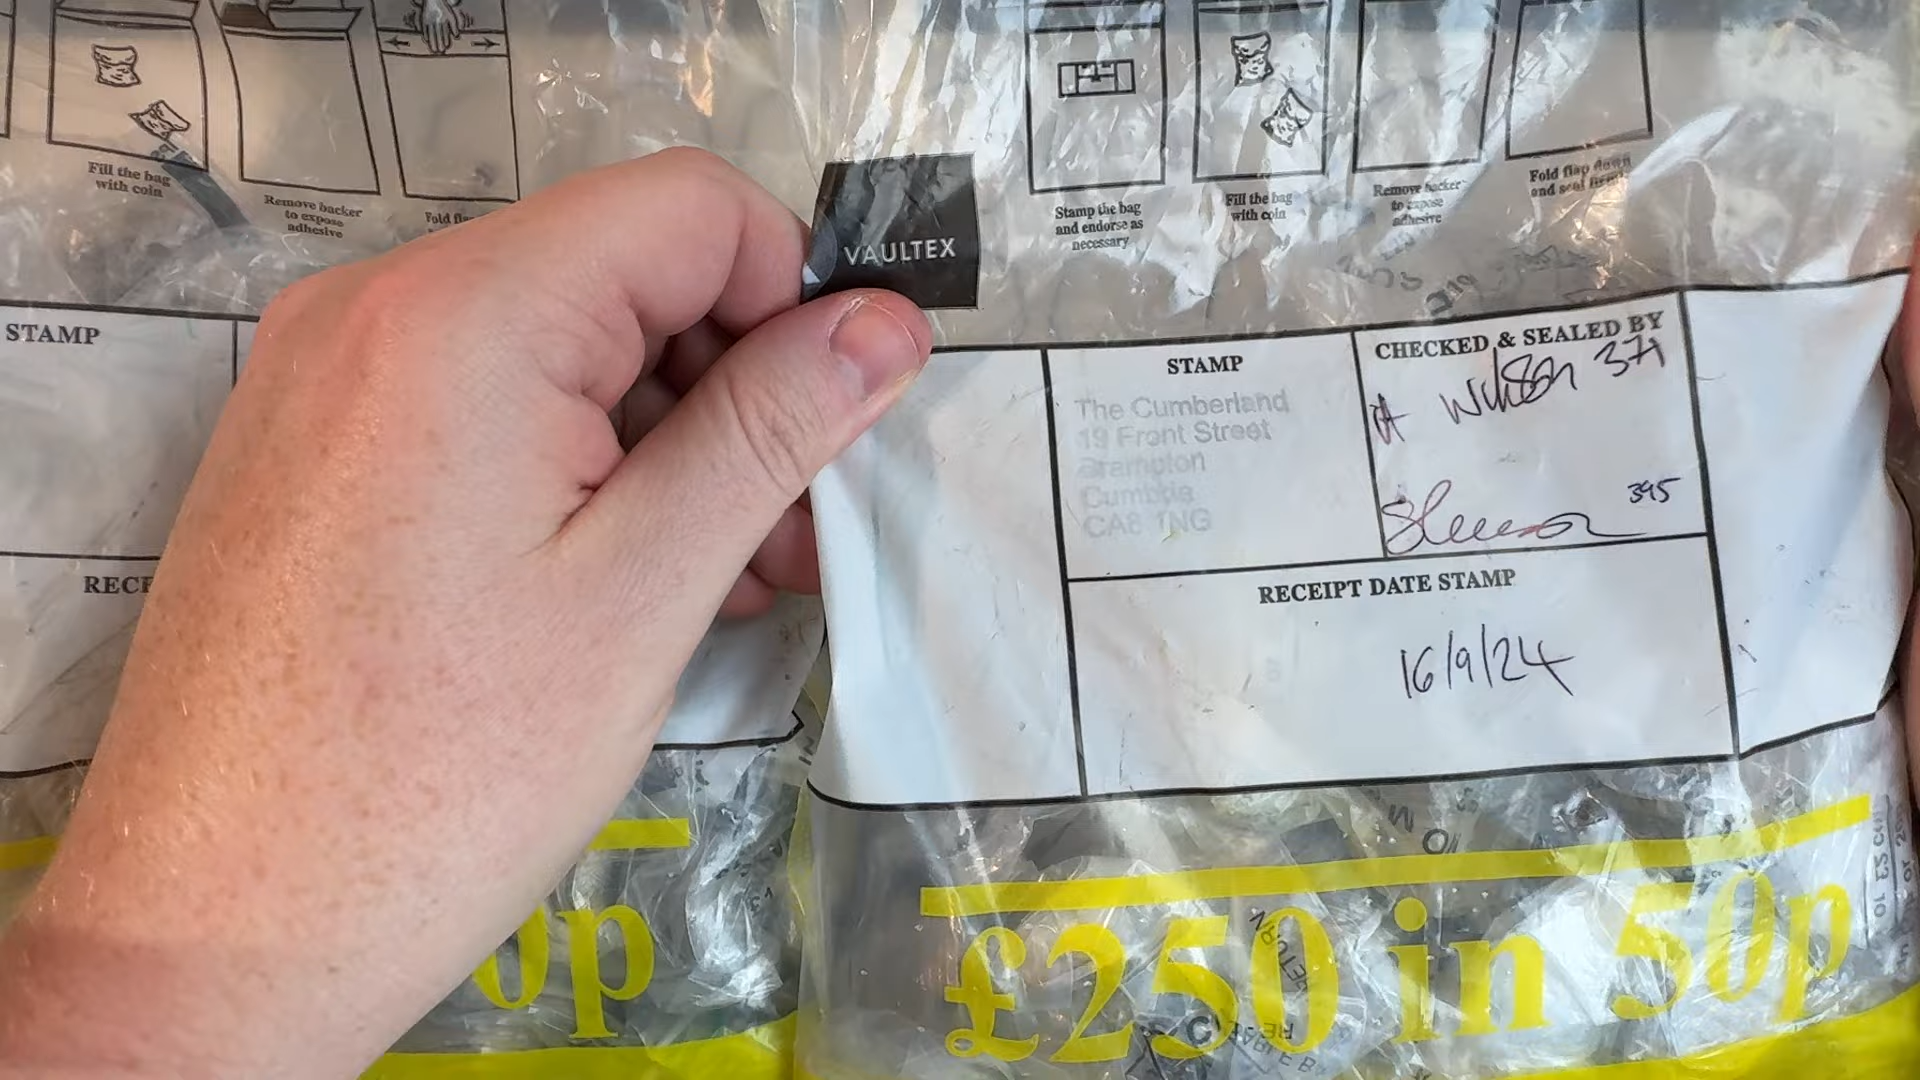 Fill the bag
with coin
Remove backer
to expose
adhesive
Fold
VAULTEX
Stamp the bag
and endorse as
necessary
Fill the bag
with coin
Remove backer
to expose
adhesive
Fold flap down
and seal
STAMP
RECE
STAMP
The Cumberland
19 Front Street
Brampton
Cumbria
CA8 1NG
CHECKED & SEALED BY
A Wilson 371
395
RECEIPT DATE STAMP
16/9/24
0p
£250 in 50p
RETURN